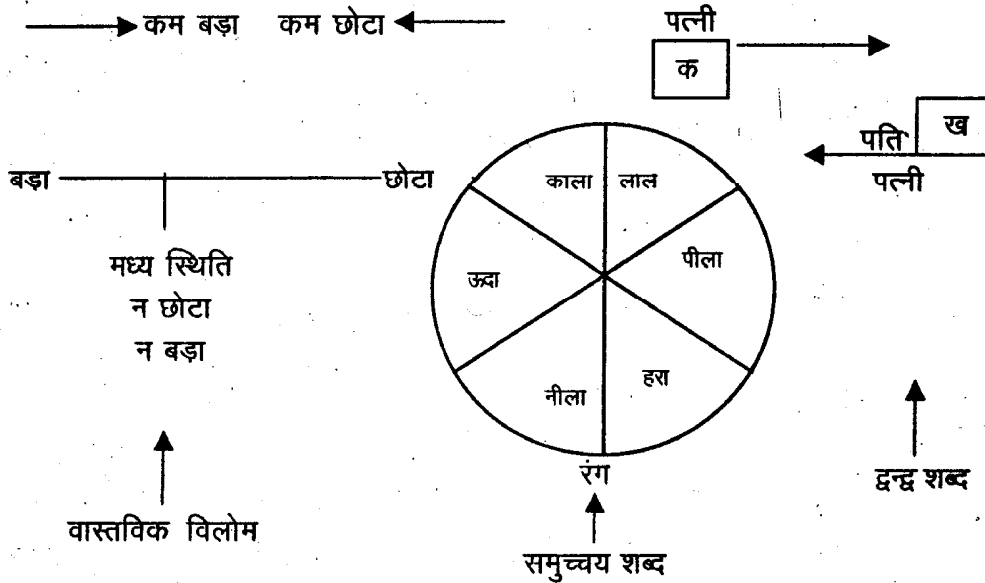 कम बड़ा कम छोटा
पत्नी
क
ख
पति
पत्नी
बड़ा छोटा
मध्य स्थिति
न छोटा
न बड़ा
काला लाल
पीला
ऊदा
हरा
नीला
रंग
द्वन्द्व शब्द
वास्तविक विलोम
समुच्चय शब्द